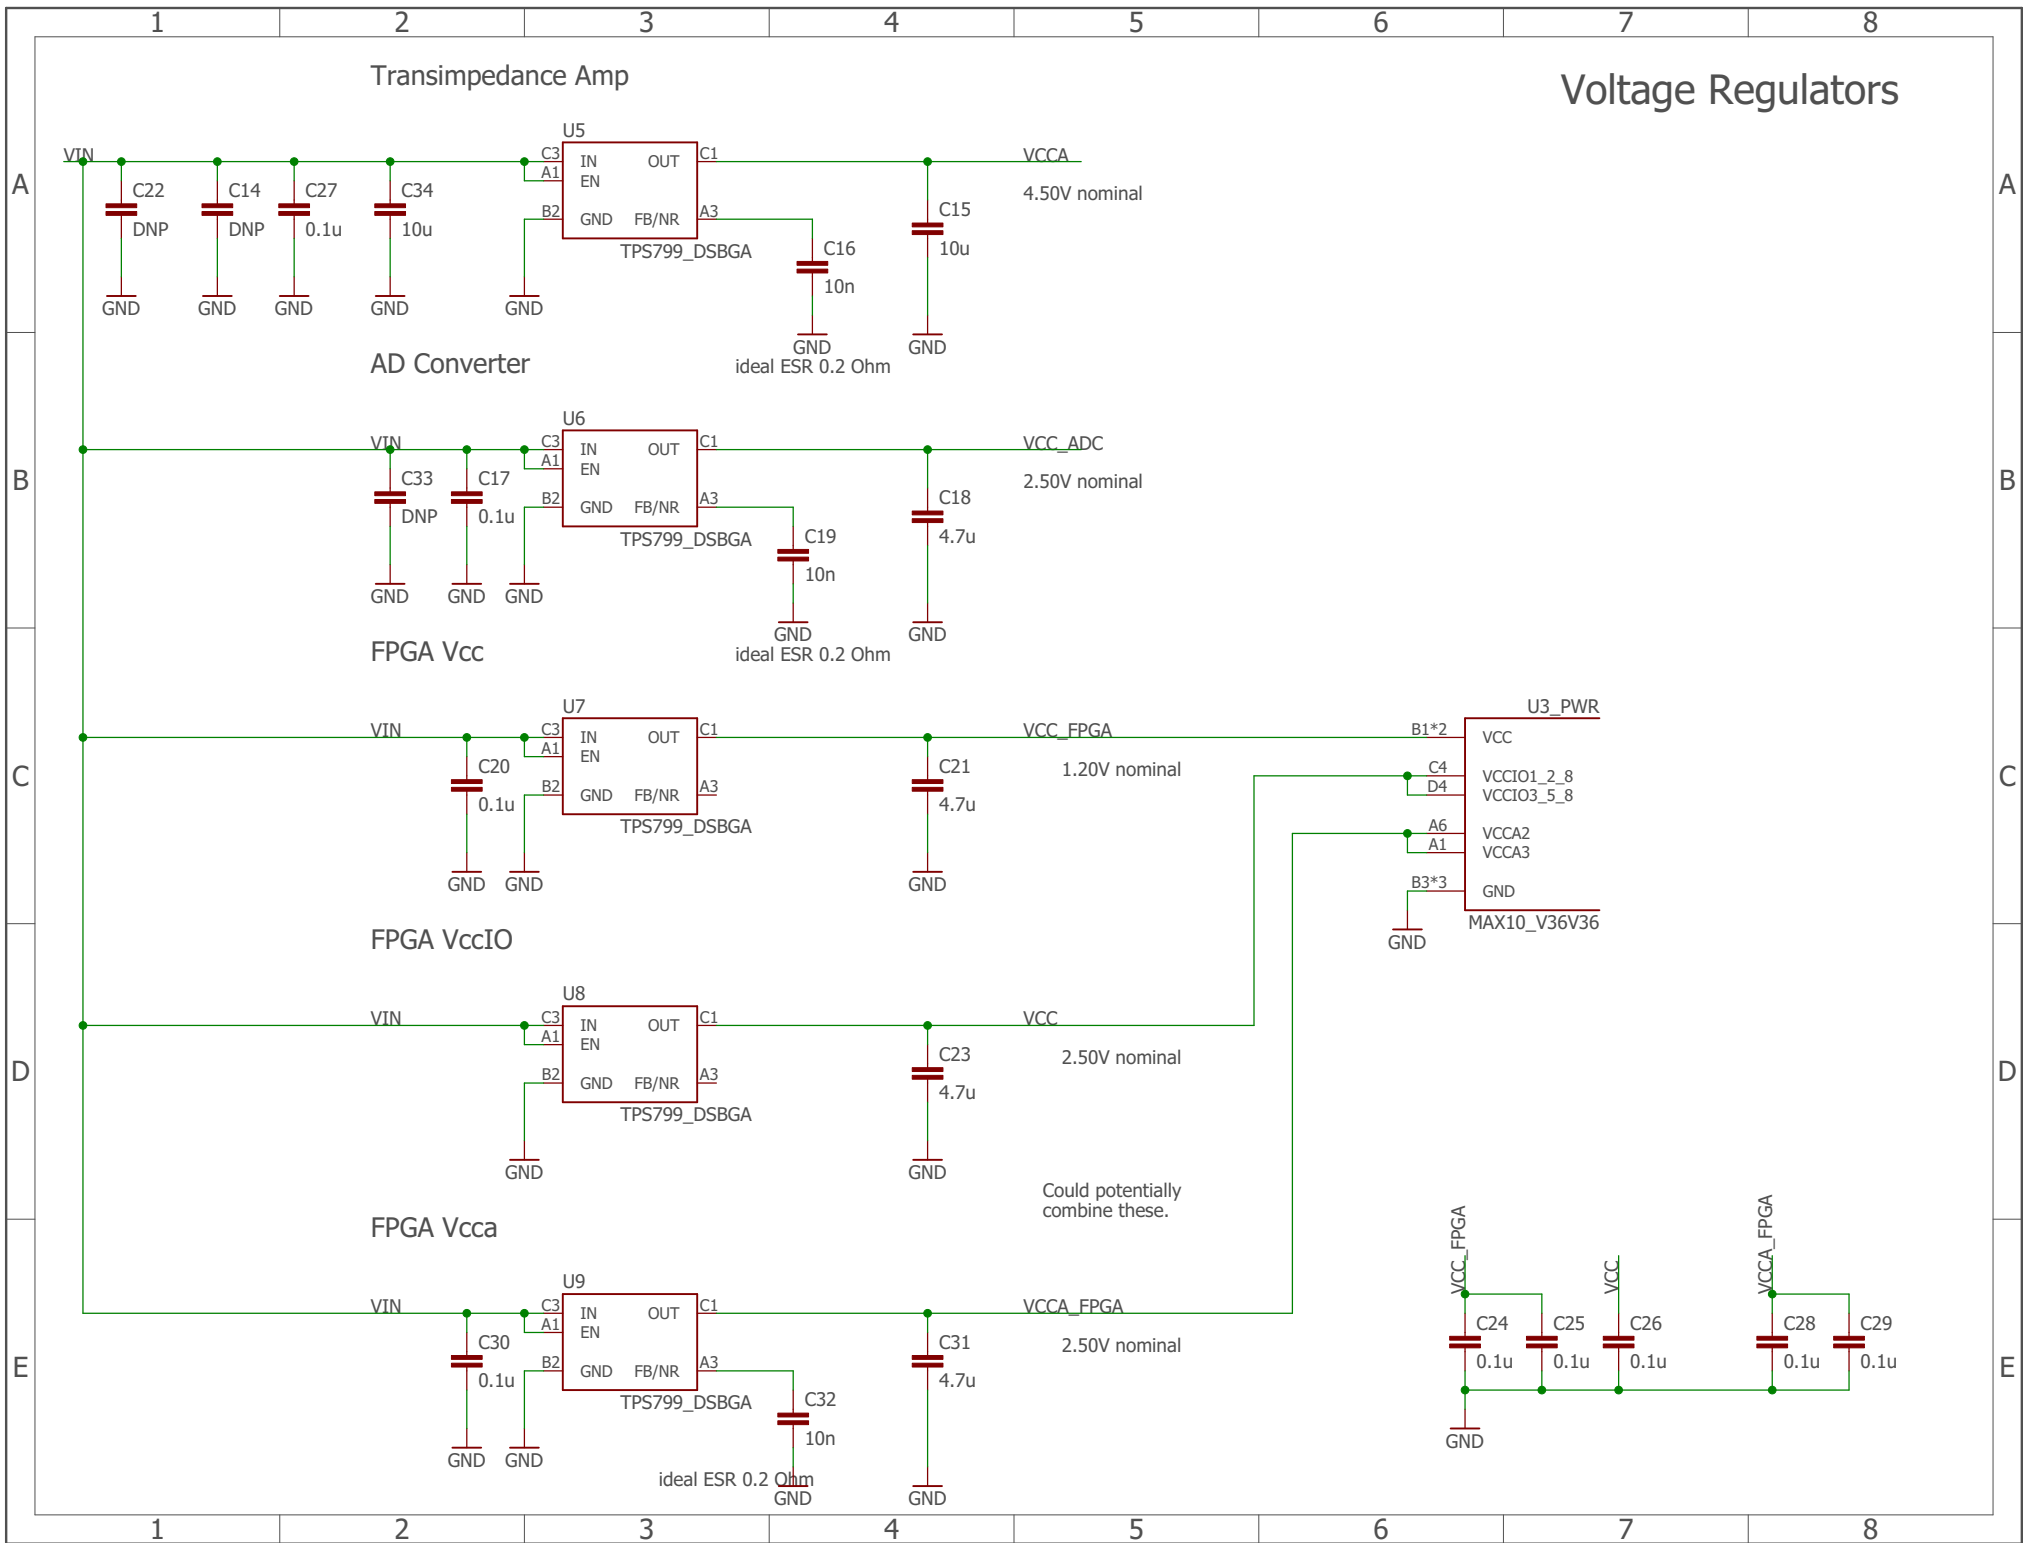 1 2 3 4 5 6 7 8
Transimpedance Amp
Voltage Regulators
A A
VIN
C22
DNP
GND
C14
DNP
GND
C27
0.1u
GND
C34
10u
GND
U5
C3 IN OUT C1
A1 EN
B2 GND FB/NR A3
TPS799_DSBGA
GND
C16
10n
GND
ideal ESR 0.2 Ohm
C15
10u
GND
VCCA
4.50V nominal
AD Converter
B B
VIN
C33
DNP
GND
C17
0.1u
GND
U6
C3 IN OUT C1
A1 EN
B2 GND FB/NR A3
TPS799_DSBGA
GND
C19
10n
GND
ideal ESR 0.2 Ohm
C18
4.7u
GND
VCC_ADC
2.50V nominal
FPGA Vcc
C C
VIN
C20
0.1u
GND
U7
C3 IN OUT C1
A1 EN
B2 GND FB/NR A3
TPS799_DSBGA
GND
C21
4.7u
GND
VCC_FPGA
1.20V nominal
U3_PWR
B1*2 VCC
C4 VCCIO1_2_8
D4 VCCIO3_5_8
A6 VCCA2
A1 VCCA3
B3*3 GND
MAX10_V36V36
GND
FPGA VccIO
D D
VIN
U8
C3 IN OUT C1
A1 EN
B2 GND FB/NR A3
TPS799_DSBGA
GND
C23
4.7u
GND
VCC
2.50V nominal
Could potentially
combine these.
FPGA Vcca
E E
VIN
C30
0.1u
GND
U9
C3 IN OUT C1
A1 EN
B2 GND FB/NR A3
TPS799_DSBGA
GND
C32
10n
GND
ideal ESR 0.2 Ohm
C31
4.7u
GND
VCCA_FPGA
2.50V nominal
VCC_FPGA
VCC
VCCA_FPGA
C24
0.1u
C25
0.1u
C26
0.1u
C28
0.1u
C29
0.1u
GND
1 2 3 4 5 6 7 8